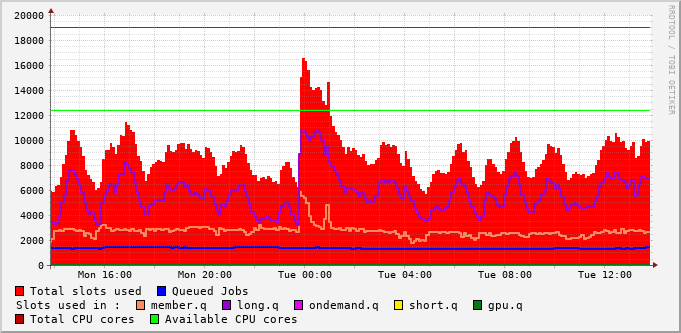 20000
18000
16000
14000
12000
10000
8000
6000
4000
2000
0
Mon 16:00 Mon 20:00 Tue 00:00 Tue 04:00 Tue 08:00 Tue 12:00
RRDTOOL / TOBI OETIKER
Total slots used Queued Jobs
Slots used in : member.q long.q ondemand.q short.q gpu.q
Total CPU cores Available CPU cores